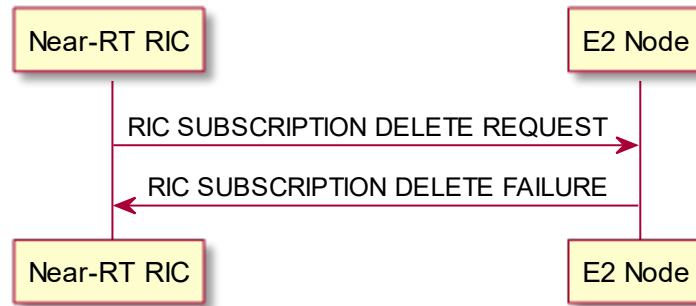 Near-RT RIC
E2 Node
RIC SUBSCRIPTION DELETE REQUEST
RIC SUBSCRIPTION DELETE FAILURE
Near-RT RIC
E2 Node